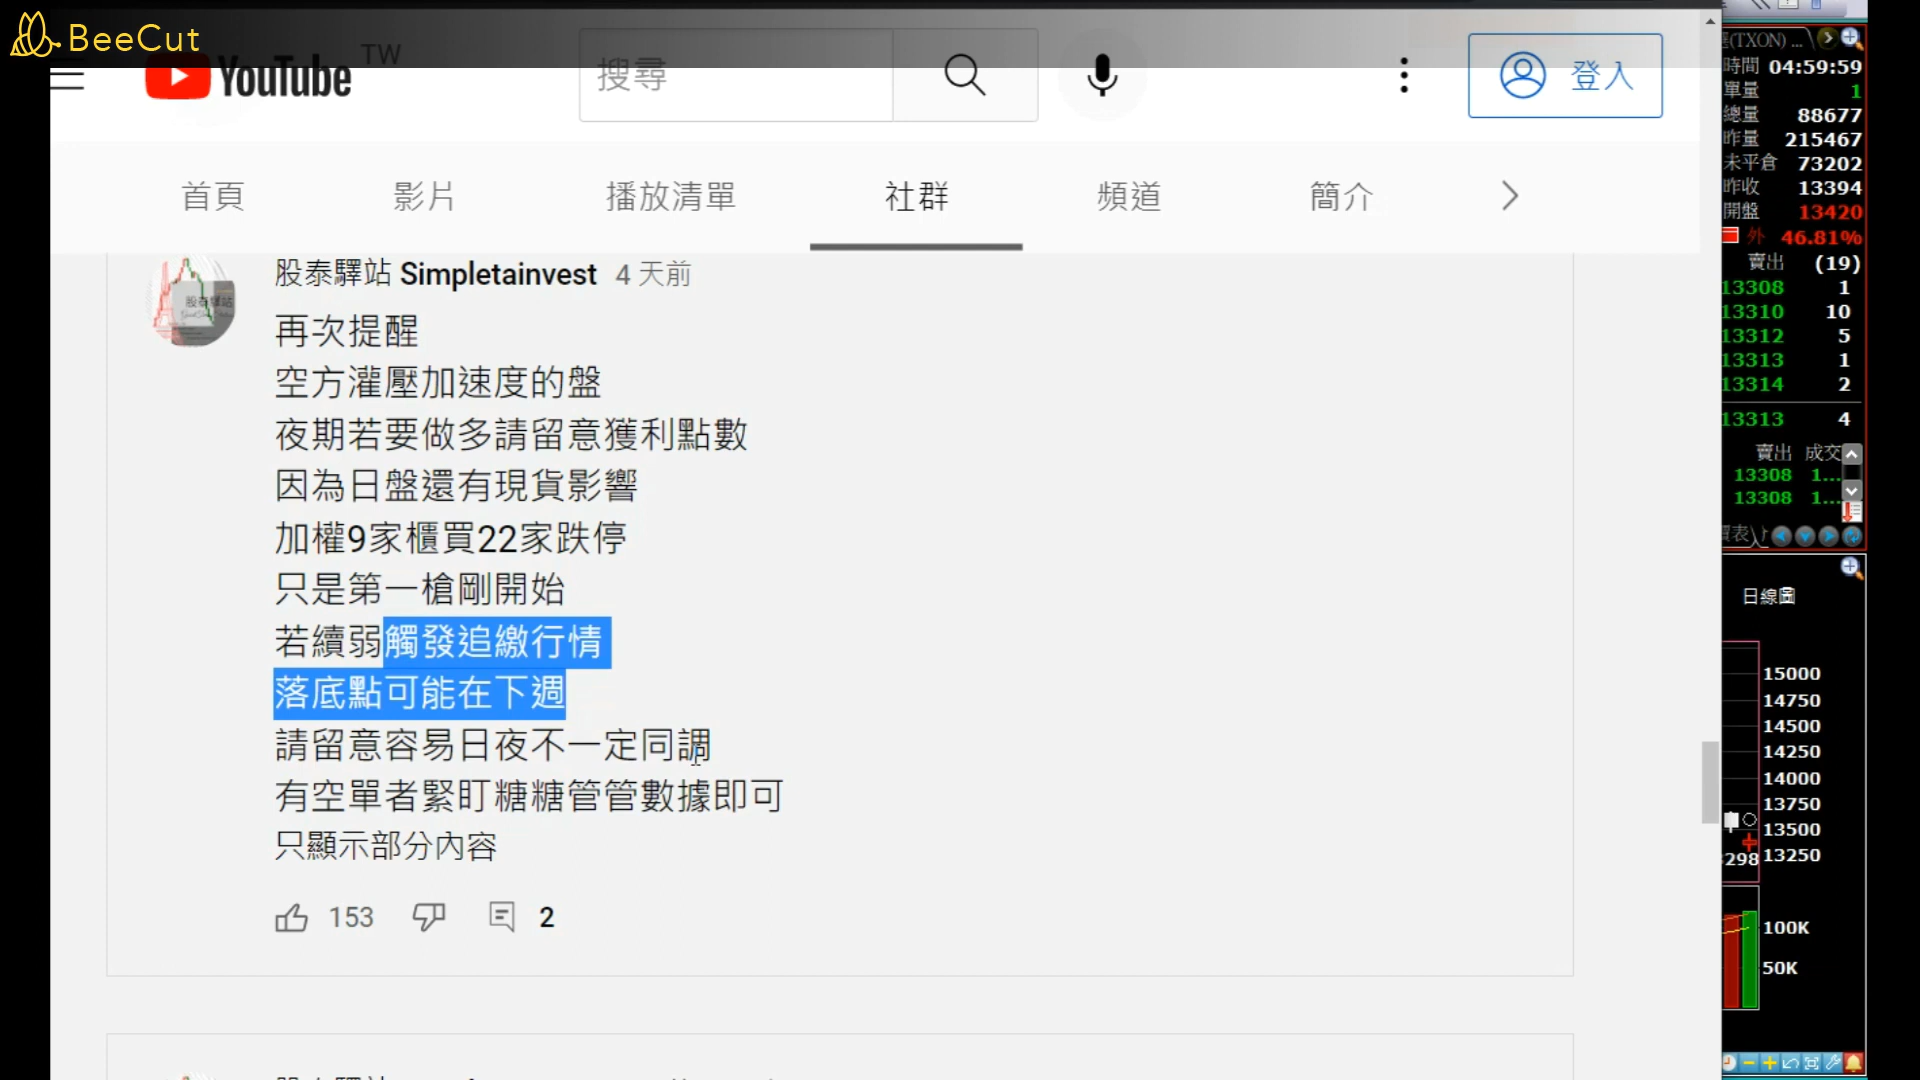 BeeCut
YouTube TW
搜尋
登入
首頁
影片
播放清單
社群
頻道
簡介
股泰驛站 Simpletainvest 4 天前
再次提醒
空方灌壓加速度的盤
夜期若要做多請留意獲利點數
因為日盤還有現貨影響
加權9家櫃買22家跌停
只是第一槍剛開始
若續弱觸發追繳行情
落底點可能在下週
請留意容易日夜不一定同調
有空單者緊盯糖糖管管數據即可
只顯示部分內容
153
2
(TXON) ...
時間 04:59:59
單量 1
總量 88677
昨量 215467
未平倉 73202
昨收 13394
開盤 13420
外 46.81%
賣出 (19)
13308 1
13310 10
13312 5
13313 1
13314 2
13313 4
賣出 成交
13308 1...
13308 1...
日線圖
15000
14750
14500
14250
14000
13750
13500
13250
298
100K
50K